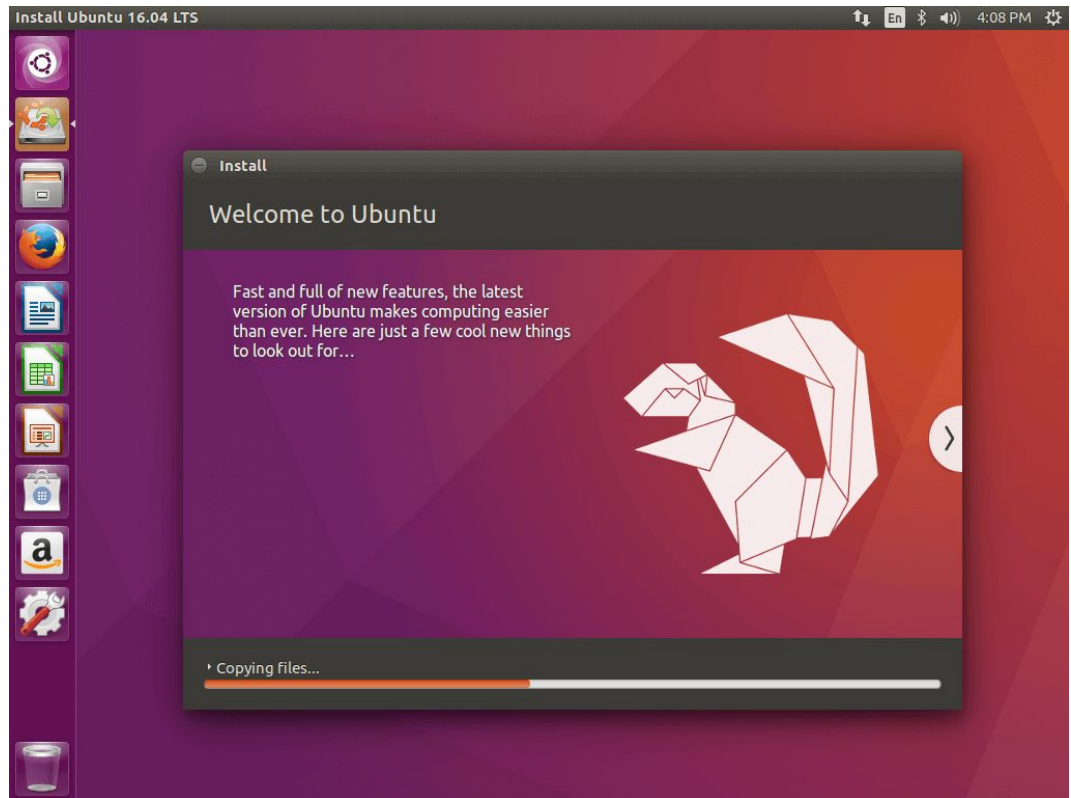 Install Ubuntu 16.04 LTS
En
4:08 PM
Install
Welcome to Ubuntu
Fast and full of new features, the latest
version of Ubuntu makes computing easier
than ever. Here are just a few cool new things
to look out for…
a
Copying files...